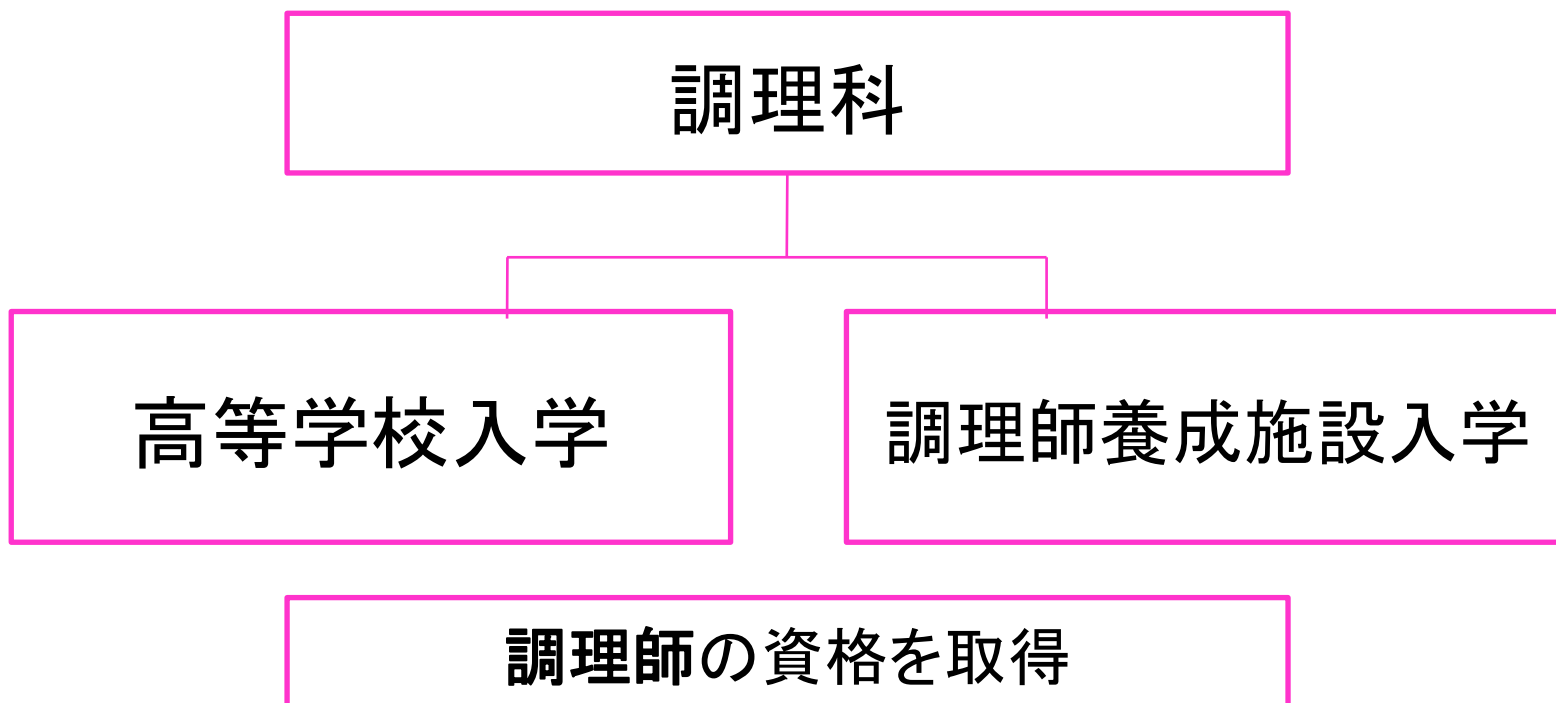 調理科
高等学校入学
調理師養成施設入学
調理師の資格を取得